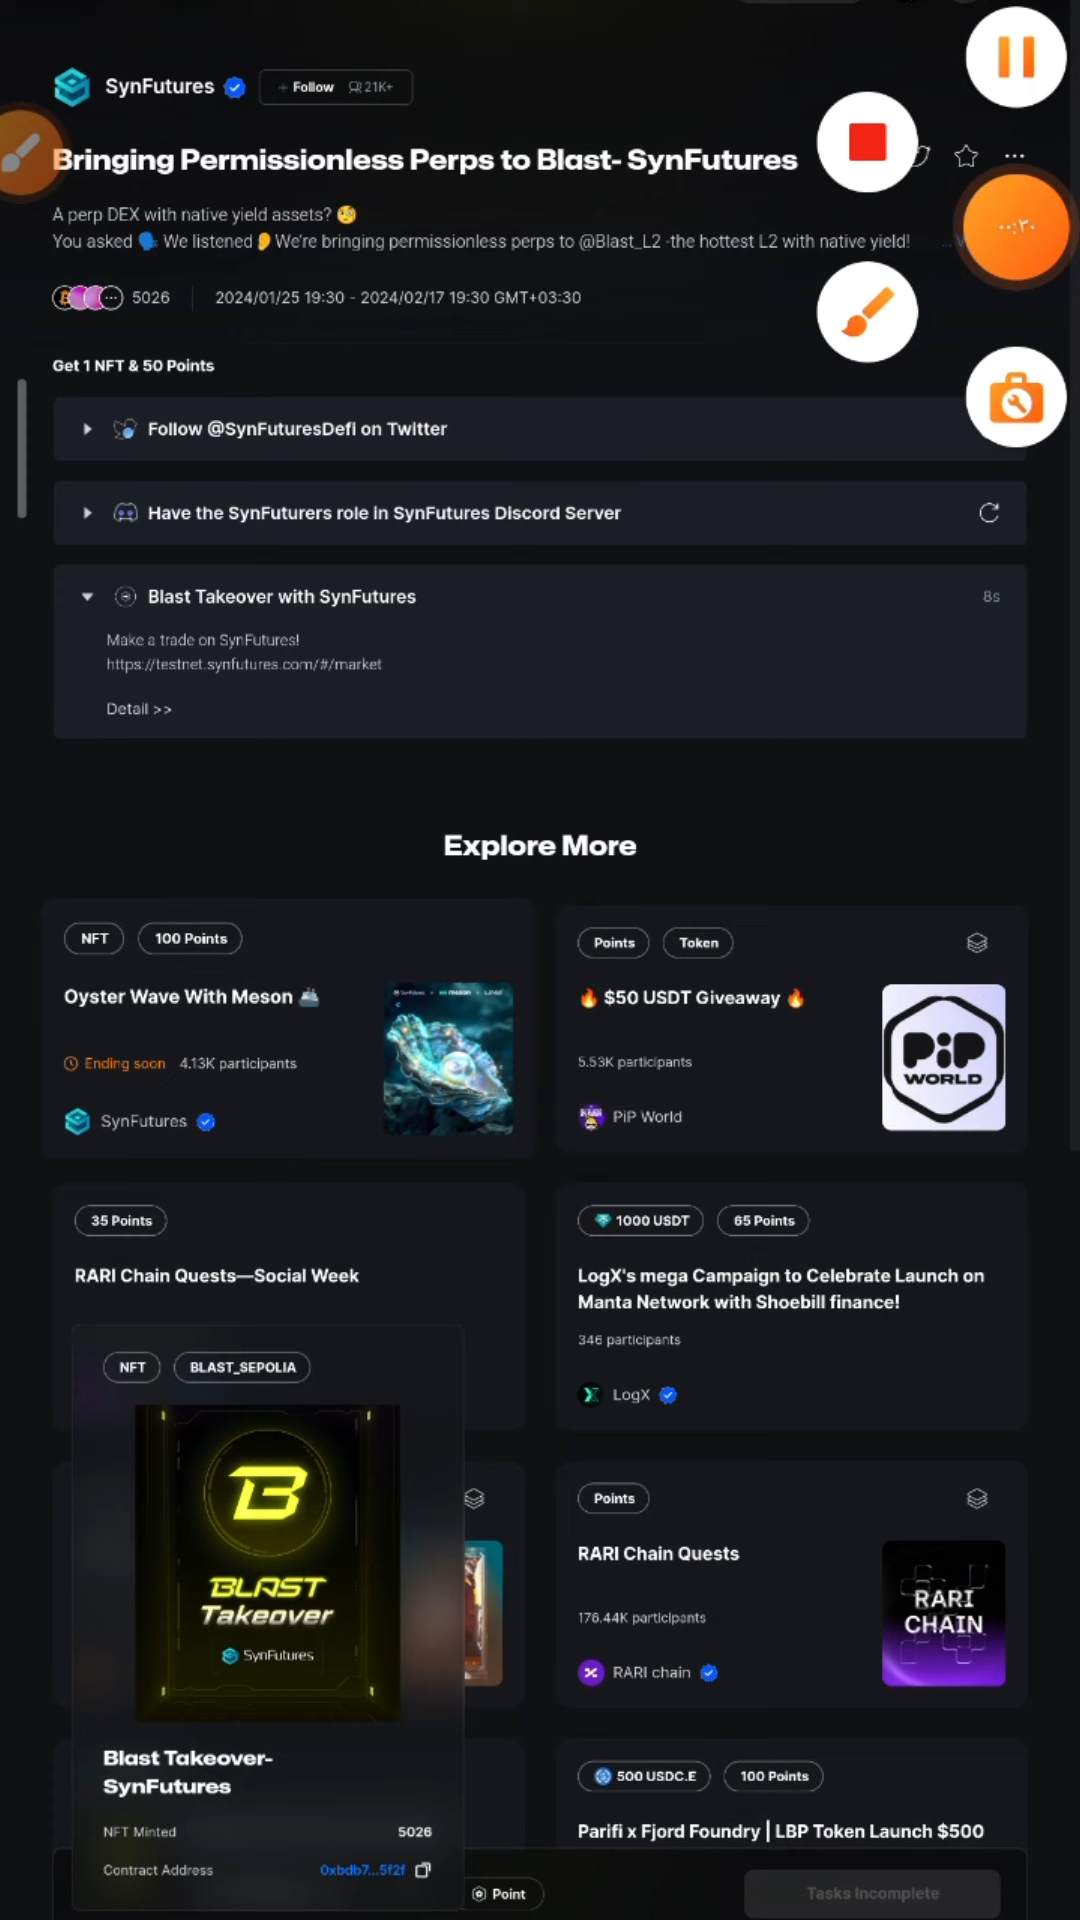 SynFutures
+ Follow 21K+
Bringing Permissionless Perps to Blast- SynFutures
A perp DEX with native yield assets? 🧐
You asked 🗣 We listened 👂 We're bringing permissionless perps to @Blast_L2 -the hottest L2 with native yield! ...
5026
2024/01/25 19:30 - 2024/02/17 19:30 GMT+03:30
٠٠:٢٠
Get 1 NFT & 50 Points
Follow @SynFuturesDefi on Twitter
Have the SynFuturers role in SynFutures Discord Server
Blast Takeover with SynFutures
8s
Make a trade on SynFutures!
https://testnet.synfutures.com/#/market
Detail >>
Explore More
NFT
100 Points
Oyster Wave With Meson 🚢
Ending soon
4.13K participants
SynFutures
Points
Token
🔥 $50 USDT Giveaway 🔥
5.53K participants
PiP World
PiP
WORLD
35 Points
RARI Chain Quests—Social Week
1000 USDT
65 Points
LogX's mega Campaign to Celebrate Launch on
Manta Network with Shoebill finance!
346 participants
LogX
NFT
BLAST_SEPOLIA
BLAST
Takeover
SynFutures
Blast Takeover-
SynFutures
NFT Minted
5026
Contract Address
0xbdb7...5f2f
Points
RARI Chain Quests
176.44K participants
RARI chain
RARI
CHAIN
500 USDC.E
100 Points
Parifi x Fjord Foundry | LBP Token Launch $500
Point
Tasks Incomplete